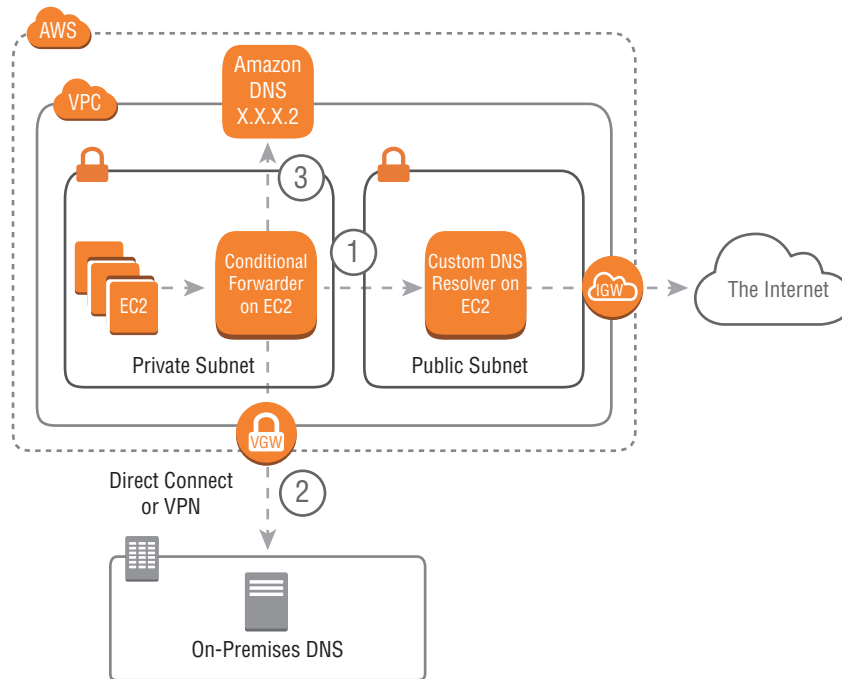 AWS
Amazon
DNS
X.X.X.2
VPC
3
1
EC2
Conditional
Forwarder
on EC2
Custom DNS
Resolver on
EC2
IGW
The Internet
Private Subnet
Public Subnet
VGW
Direct Connect
or VPN
2
On-Premises DNS